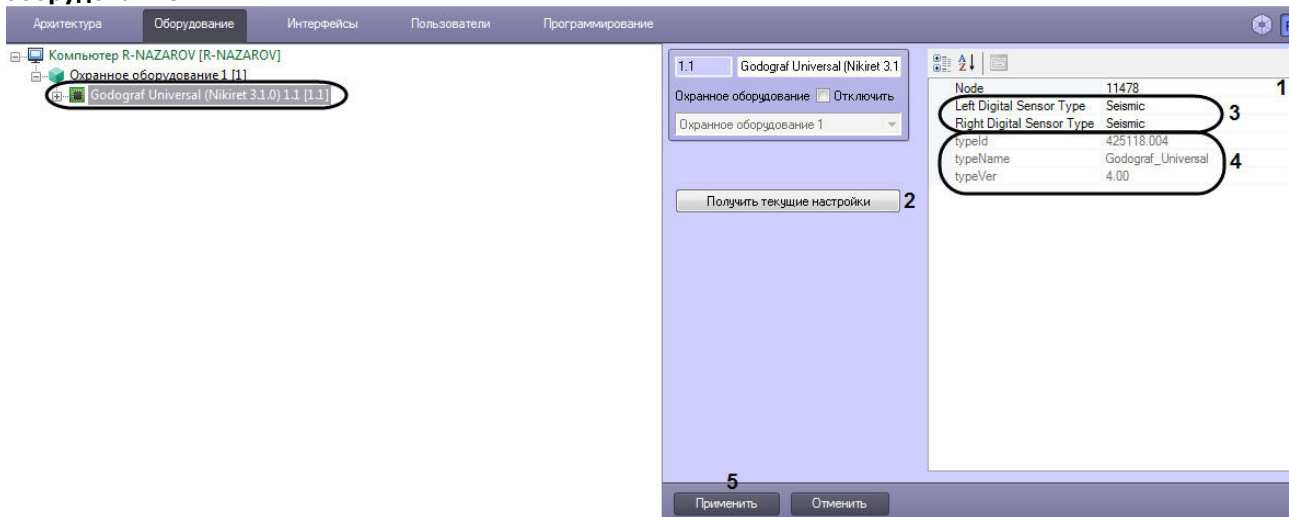 Архитектура Оборудование Интерфейсы Пользователи Программирование
Компьютер R-NAZAROV [R-NAZAROV]
Охранное оборудование 1 [1]
Godograf Universal (Nikiret 3.1.0) 1.1 [1.1]
1.1 Godograf Universal (Nikiret 3.1
Охранное оборудование Отключить
Охранное оборудование 1
Получить текущие настройки 2
Node 11478 1
Left Digital Sensor Type Seismic
Right Digital Sensor Type Seismic
3
typeId 425118.004
typeName Godograf_Universal
typeVer 4.00
4
5
Применить Отменить